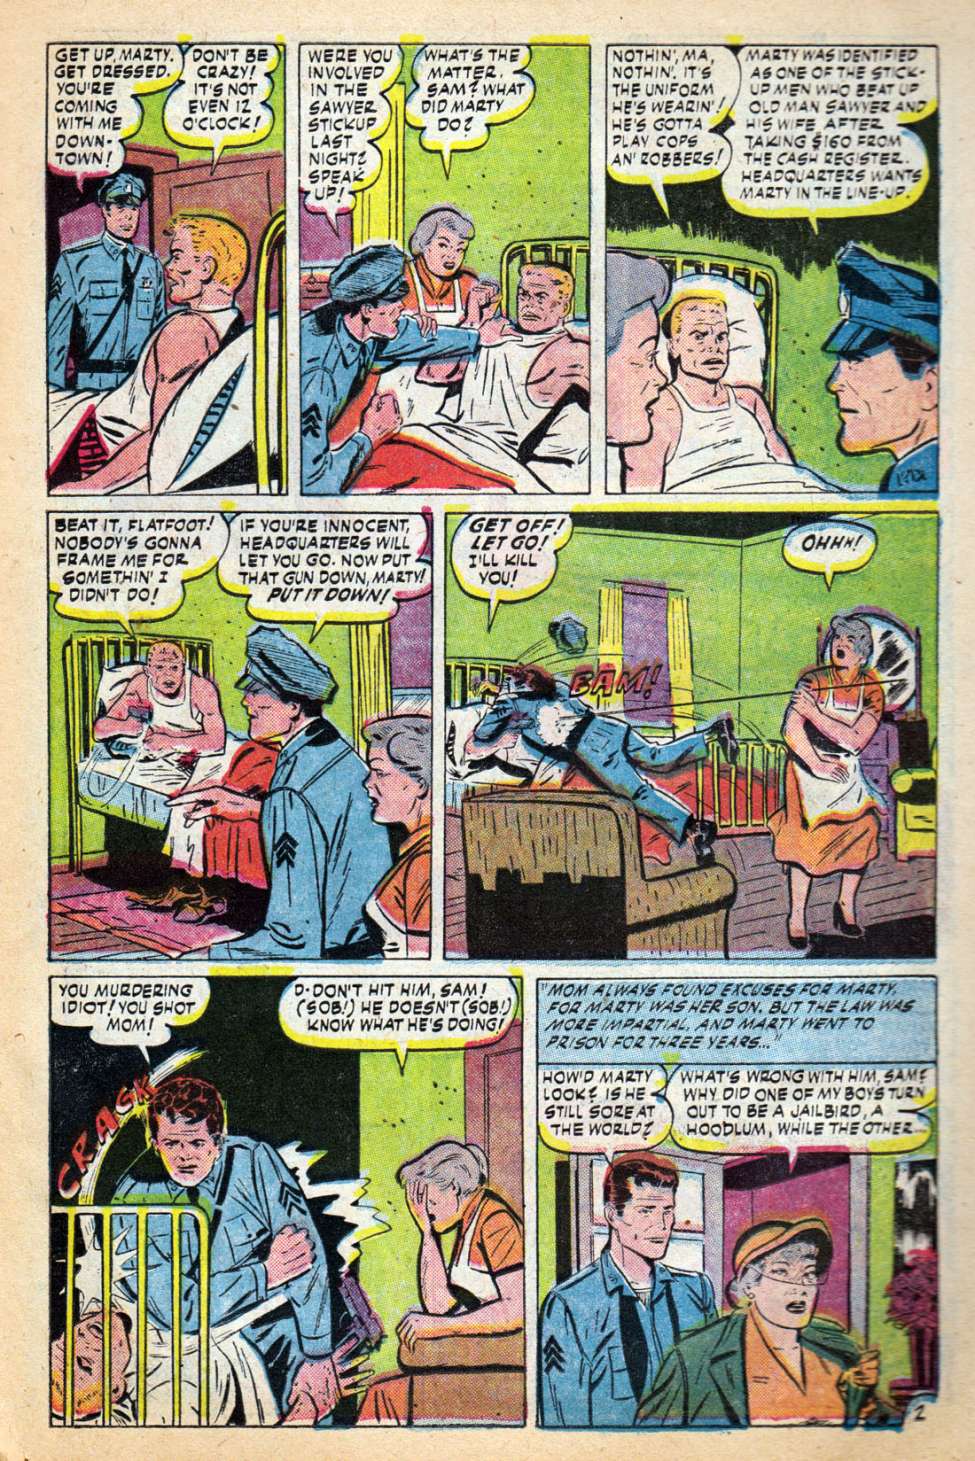 GET UP, MARTY.
GET DRESSED.
YOU'RE
COMING
WITH ME
DOWN-
TOWN!
DON'T BE
CRAZY!
IT'S NOT
EVEN 12
O'CLOCK!
WERE YOU
INVOLVED
IN THE
SAWYER
STICKUP
LAST
NIGHT?
SPEAK
UP!
WHAT'S THE
MATTER,
SAM? WHAT
DID MARTY
DO?
NOTHIN', MA,
NOTHIN'. IT'S
THE UNIFORM
HE'S WEARIN'!
HE'S GOTTA
PLAY COPS
AN' ROBBERS!
MARTY WAS IDENTIFIED
AS ONE OF THE STICK-
UP MEN WHO BEAT UP
OLD MAN SAWYER AND
HIS WIFE AFTER
TAKING $160 FROM
THE CASH REGISTER.
HEADQUARTERS WANTS
MARTY IN THE LINE-UP.
BEAT IT, FLATFOOT!
NOBODY'S GONNA
FRAME ME FOR
SOMETHIN' I
DIDN'T DO!
IF YOU'RE INNOCENT,
HEADQUARTERS WILL
LET YOU GO. NOW PUT
THAT GUN DOWN, MARTY!
PUT IT DOWN!
GET OFF!
LET GO!
I'LL KILL
YOU!
BAM!
OHHH!
YOU MURDERING
IDIOT! YOU SHOT
MOM!
CRACK
D-DON'T HIT HIM, SAM!
(SOB!) HE DOESN'T (SOB!)
KNOW WHAT HE'S DOING!
"MOM ALWAYS FOUND EXCUSES FOR MARTY.
FOR MARTY WAS HER SON. BUT THE LAW WAS
MORE IMPARTIAL, AND MARTY WENT TO
PRISON FOR THREE YEARS..."
HOW'D MARTY
LOOK? IS HE
STILL SORE AT
THE WORLD?
WHAT'S WRONG WITH HIM, SAM?
WHY DID ONE OF MY BOYS TURN
OUT TO BE A JAILBIRD, A
HOODLUM, WHILE THE OTHER...
2